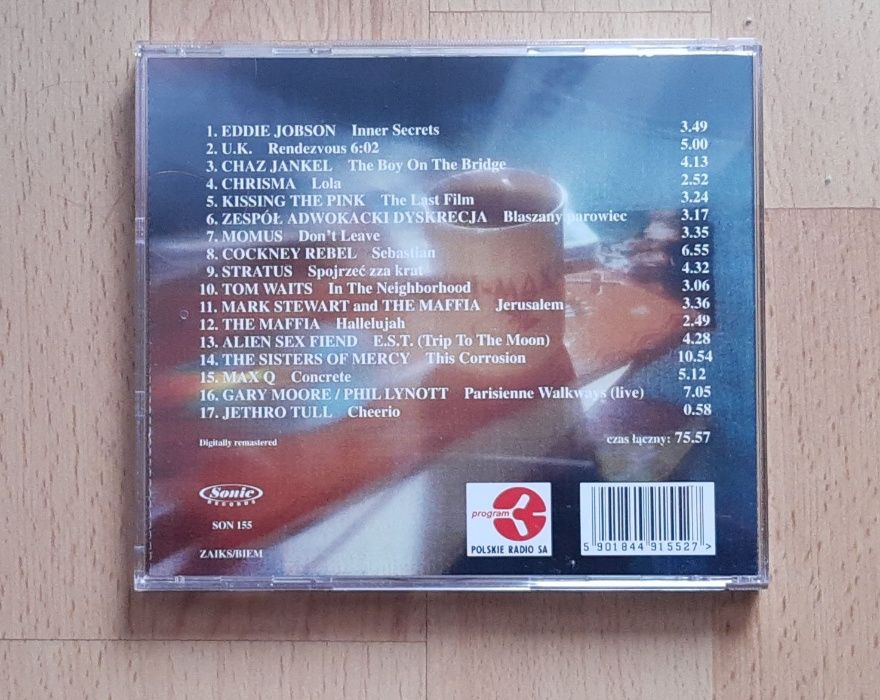 1. EDDIE JOBSON Inner Secrets 3.49
2. U.K. Rendezvous 6:02 5.00
3. CHAZ JANKEL The Boy On The Bridge 4.13
4. CHRISMA Lola 2.52
5. KISSING THE PINK The Last Film 3.24
6. ZESPÓŁ ADWOKACKI DYSKRECJA Blaszany parowiec 3.17
7. MOMUS Don't Leave 3.35
8. COCKNEY REBEL Sebastian 6.55
9. STRATUS Spojrzeć zza krat 4.32
10. TOM WAITS In The Neighborhood 3.06
11. MARK STEWART and THE MAFFIA Jerusalem 3.36
12. THE MAFFIA Hallelujah 2.49
13. ALIEN SEX FIEND E.S.T. (Trip To The Moon) 4.28
14. THE SISTERS OF MERCY This Corrosion 10.54
15. MAX Q Concrete 5.12
16. GARY MOORE / PHIL LYNOTT Parisienne Walkways (live) 7.05
17. JETHRO TULL Cheerio 0.58
Digitally remastered czas łączny: 75.57
Sonic
RECORDS
SON 155
ZAIKS/BIEM
program
POLSKIE RADIO SA
5 901844 915527 >